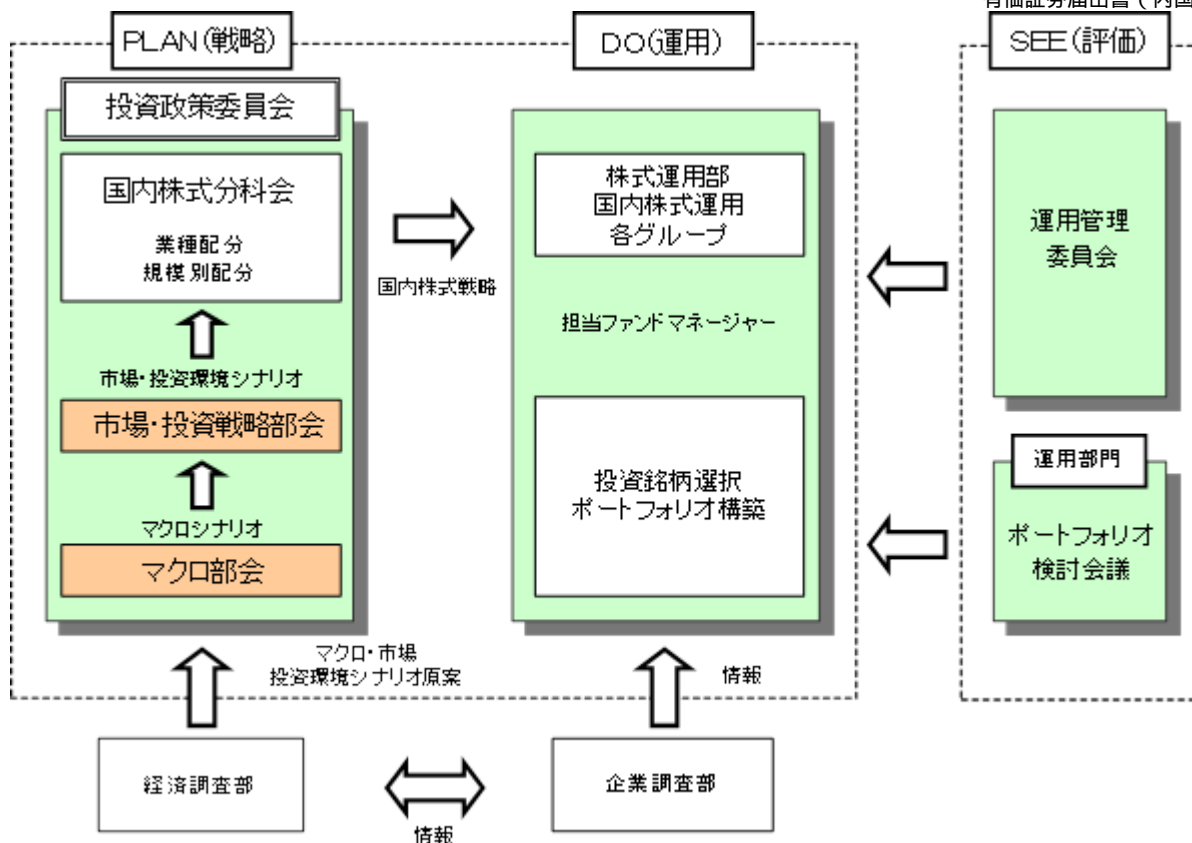 有価証券届出書（内国
PLAN(戦略)
投資政策委員会
国内株式分科会
業種配分
規模別配分
市場・投資環境シナリオ
市場・投資戦略部会
マクロシナリオ
マクロ部会
国内株式戦略
DO(運用)
株式運用部
国内株式運用
各グループ
担当ファンドマネージャー
投資銘柄選択
ポートフォリオ構築
SEE(評価)
運用管理
委員会
運用部門
ポートフォリオ
検討会議
マクロ・市場
投資環境シナリオ原案
情報
経済調査部
情報
企業調査部